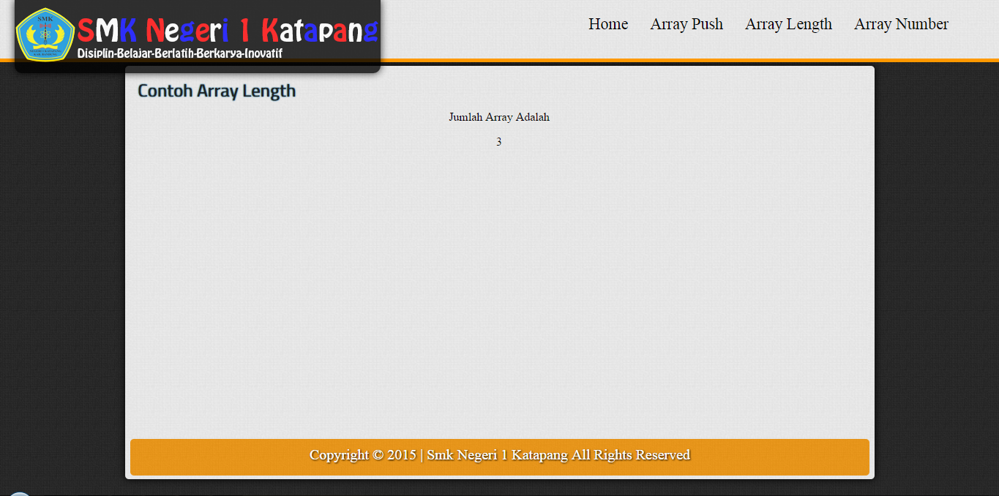 SMK
SMK Negeri 1 Katapang
Disiplin-Belajar-Berlatih-Berkarya-Inovatif
Home
Array Push
Array Length
Array Number
Contoh Array Length
Jumlah Array Adalah
3
Copyright © 2015 | Smk Negeri 1 Katapang All Rights Reserved